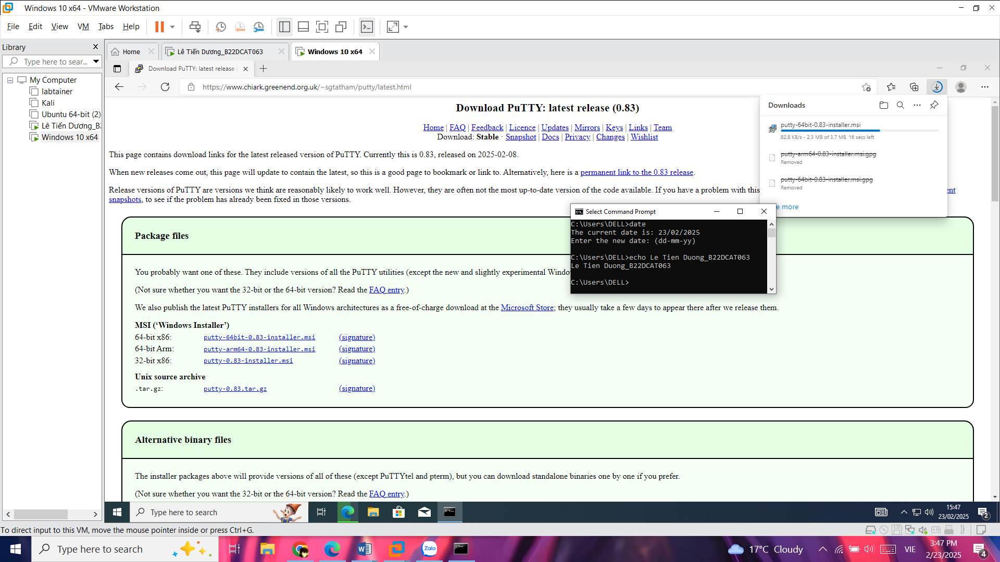 Windows 10 x64 - VMware Workstation
File Edit View VM Tabs Help
Library
Type here to sear...
My Computer
labtainer
Kali
Ubuntu 64-bit (2)
Lê Tiến Dương_B
Windows 10 x64
Home
Lê Tiến Dương_B22DCAT063
Windows 10 x64
Download PuTTY: latest release
https://www.chiark.greenend.org.uk/~sgtatham/putty/latest.html
Download PuTTY: latest release (0.83)
Home | FAQ | Feedback | Licence | Updates | Mirrors | Keys | Links | Team
Download: Stable · Snapshot | Docs | Privacy | Changes | Wishlist
This page contains download links for the latest released version of PuTTY. Currently this is 0.83, released on 2025-02-08.
When new releases come out, this page will update to contain the latest, so this is a good page to bookmark or link to. Alternatively, here is a permanent link to the 0.83 release.
Release versions of PuTTY are versions we think are reasonably likely to work well. However, they are often not the most up-to-date version of the code available. If you have a problem with this ent
snapshots, to see if the problem has already been fixed in those versions.
Downloads
putty-64bit-0.83-installer.msi
82.8 KB/s - 2.3 MB of 3.7 MB, 16 secs left
putty-arm64-0.83-installer.msi.gpg
Removed
putty-64bit-0.83-installer.msi.gpg
Removed
e more
Select Command Prompt
C:\Users\DELL>date
The current date is: 23/02/2025
Enter the new date: (dd-mm-yy)
C:\Users\DELL>echo Le Tien Duong_B22DCAT063
Le Tien Duong_B22DCAT063
C:\Users\DELL>
Package files
You probably want one of these. They include versions of all the PuTTY utilities (except the new and slightly experimental Windo
(Not sure whether you want the 32-bit or the 64-bit version? Read the FAQ entry.)
We also publish the latest PuTTY installers for all Windows architectures as a free-of-charge download at the Microsoft Store; they usually take a few days to appear there after we release them.
MSI (‘Windows Installer’)
64-bit x86: putty-64bit-0.83-installer.msi (signature)
64-bit Arm: putty-arm64-0.83-installer.msi (signature)
32-bit x86: putty-0.83-installer.msi (signature)
Unix source archive
.tar.gz: putty-0.83.tar.gz (signature)
Alternative binary files
The installer packages above will provide versions of all of these (except PuTTYtel and pterm), but you can download standalone binaries one by one if you prefer.
(Not sure whether you want the 32-bit or the 64-bit version? Read the FAQ entry.)
Type here to search
15:47
23/02/2025
2
To direct input to this VM, move the mouse pointer inside or press Ctrl+G.
Type here to search
Zalo
17°C Cloudy
VIE
3:47 PM
2/23/2025
4